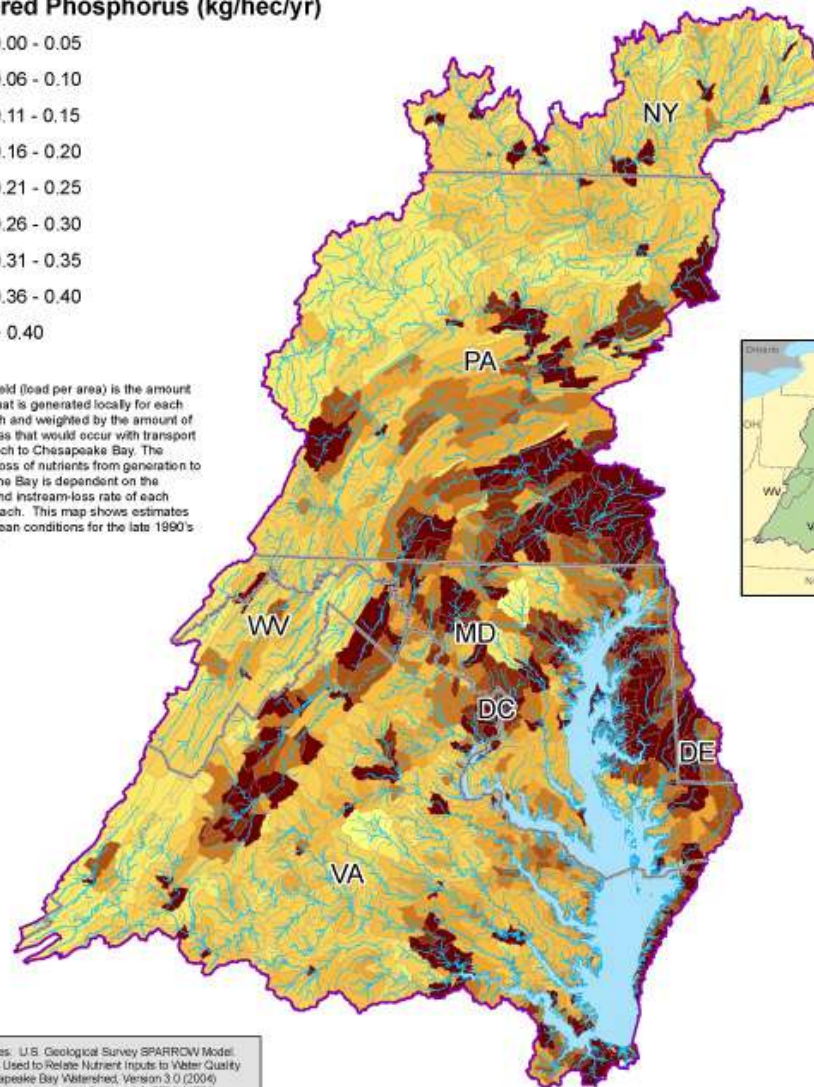 red Phosphorus (kg/hec/yr)
.00 - 0.05
.06 - 0.10
.11 - 0.15
.16 - 0.20
.21 - 0.25
.26 - 0.30
.31 - 0.35
.36 - 0.40
0.40
eld (load per area) is the amount
at is generated locally for each
h and weighted by the amount of
ss that would occur with transport
ch to Chesapeake Bay. The
oss of nutrients from generation to
e Bay is dependent on the
nd instream-loss rate of each
ach. This map shows estimates
ean conditions for the late 1990's
NY
PA
Ontario
OH
WV
V
N
WV
MD
DC
DE
VA
es: U.S. Geological Survey SPARROW Model.
Used to Relate Nutrient Inputs to Water Quality
apeake Bay Watershed, Version 3.0 (2004)